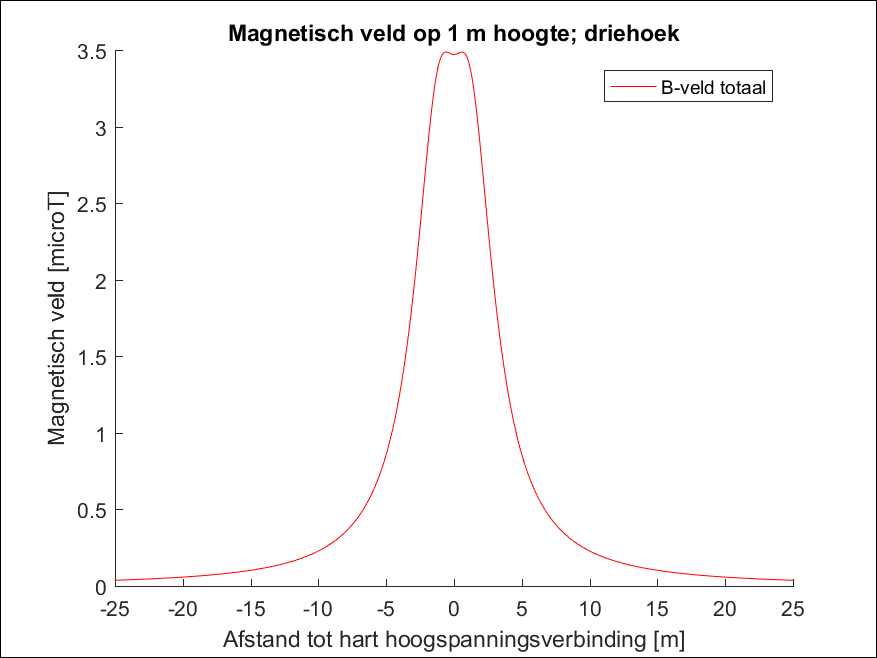 Magnetisch veld op 1 m hoogte; driehoek
B-veld totaal
Magnetisch veld [microT]
3.5
3
2.5
2
1.5
1
0.5
0
-25 -20 -15 -10 -5 0 5 10 15 20 25
Afstand tot hart hoogspanningsverbinding [m]